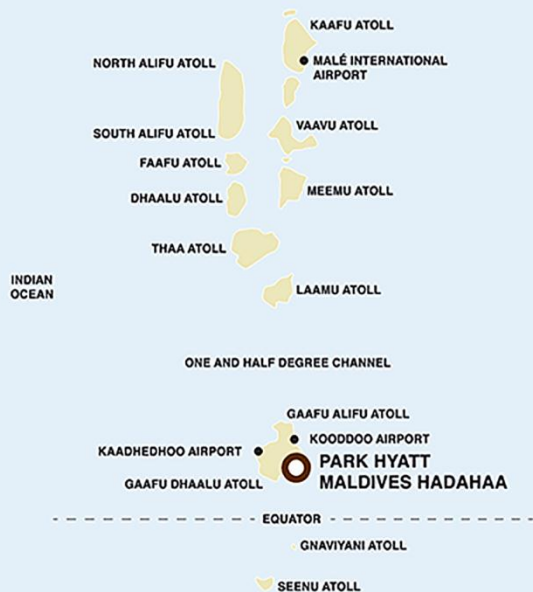 KAAFU ATOLL
MALÉ INTERNATIONAL
AIRPORT
NORTH ALIFU ATOLL
VAAVU ATOLL
SOUTH ALIFU ATOLL
FAAFU ATOLL
MEEMU ATOLL
DHAALU ATOLL
THAA ATOLL
INDIAN
OCEAN
LAAMU ATOLL
ONE AND HALF DEGREE CHANNEL
GAAFU ALIFU ATOLL
KOODDOO AIRPORT
KAADHEDHOO AIRPORT
PARK HYATT
MALDIVES HADAHAA
GAAFU DHAALU ATOLL
EQUATOR
GNAVIYANI ATOLL
SEENU ATOLL